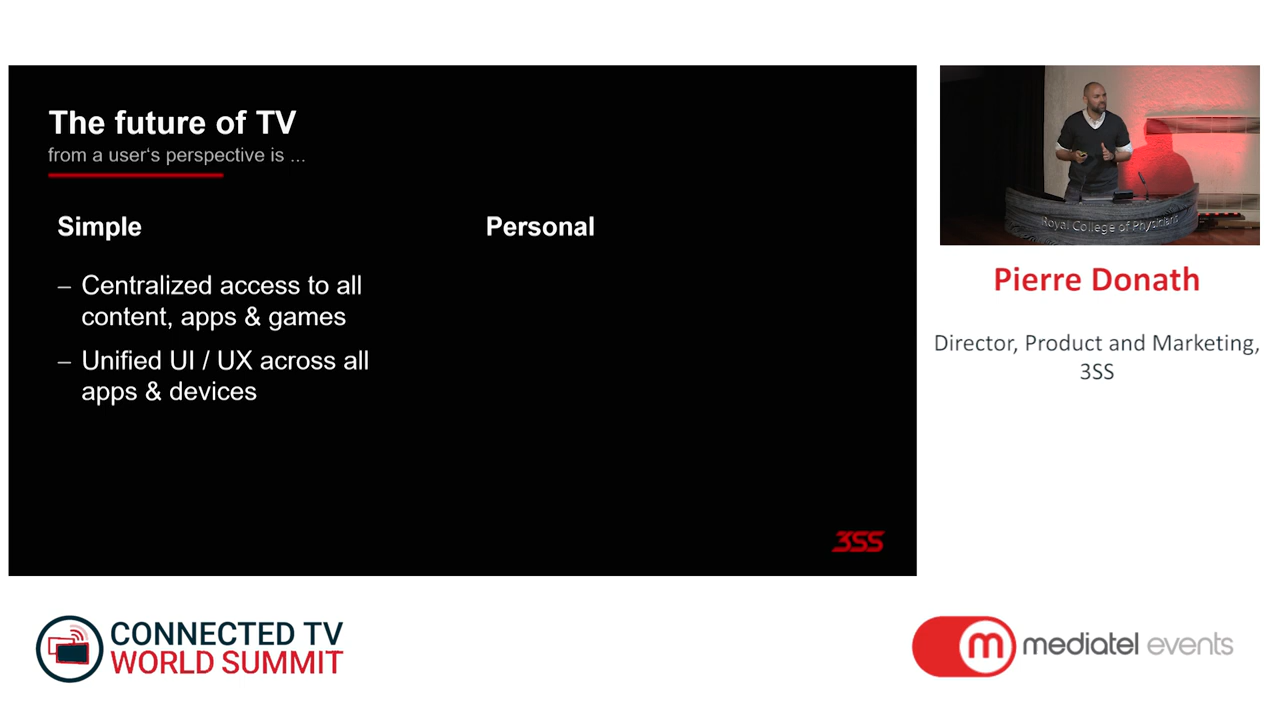 The future of TV
from a user‘s perspective is ...
Simple
– Centralized access to all
content, apps & games
– Unified UI / UX across all
apps & devices
Personal
3SS
Royal College of Physicians
Pierre Donath
Director, Product and Marketing,
3SS
CONNECTED TV
WORLD SUMMIT
m mediatel events